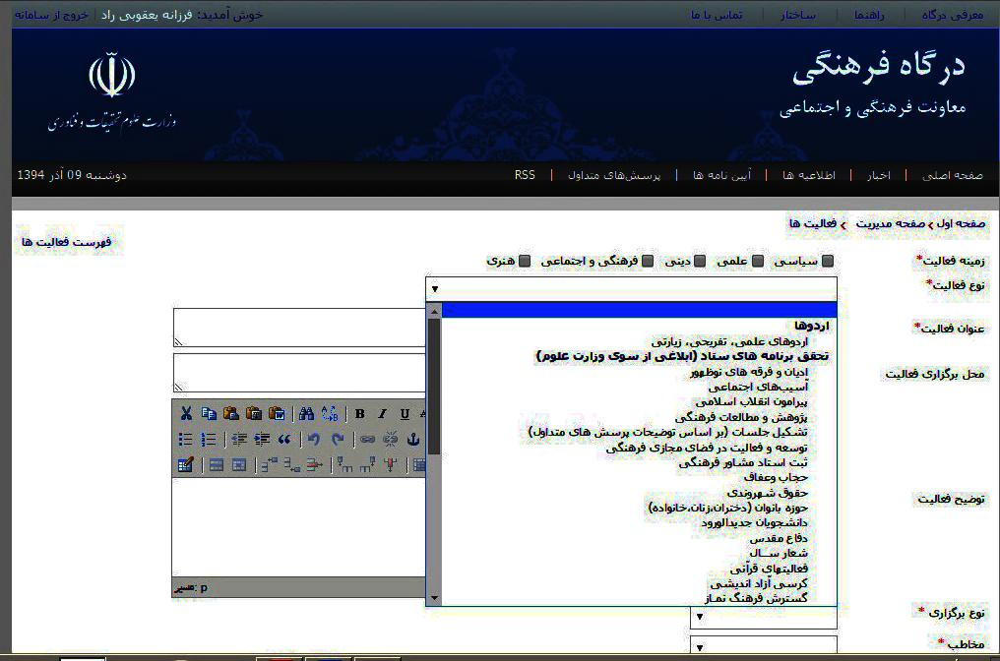 معرفی درگاه | راهنما | ساختار | تماس با ما
خوش آمدید: فرزانه یعقوبی راد | خروج از سامانه
درگاه فرهنگی
معاونت فرهنگی و اجتماعی
وزارت علوم تحقیقات و فناوری
صفحه اصلی | اخبار | اطلاعیه ها | آیین نامه ها | پرسش‌های متداول | RSS
دوشنبه 09 آذر 1394
صفحه اول › صفحه مدیریت › فعالیت ها
فهرست فعالیت ها
زمینه فعالیت* سیاسی علمی دینی فرهنگی و اجتماعی هنری
نوع فعالیت*
اردوها
اردوهای علمی، تفریحی، زیارتی
تحقق برنامه های ستاد (ابلاغی از سوی وزارت علوم)
ادیان و فرقه های نوظهور
آسیب‌های اجتماعی
پیرامون انقلاب اسلامی
پژوهش و مطالعات فرهنگی
تشکیل جلسات (بر اساس توضیحات پرسش های متداول)
توسعه و فعالیت در فضای مجازی فرهنگی
ثبت استاد مشاور فرهنگی
حجاب وعفاف
حقوق شهروندی
حوزه بانوان (دختران،زنان،خانواده)
دانشجویان جدیدالورود
دفاع مقدس
شعار ســال
فعالیتهای قرآنی
کرسی آزاد اندیشی
گسترش فرهنگ نماز
عنوان فعالیت*
محل برگزاری فعالیت
توضیح فعالیت
B I U
مسیر: p
نوع برگزاری *
مخاطب *